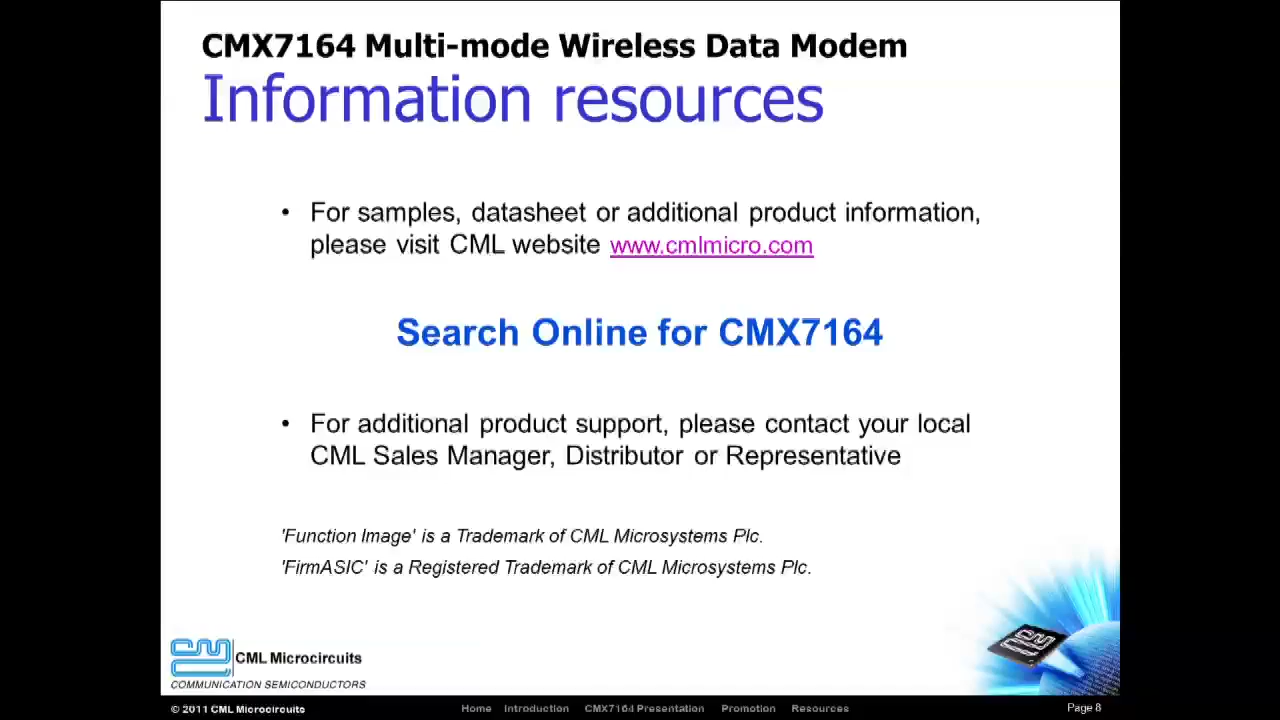 CMX7164 Multi-mode Wireless Data Modem
Information resources
• For samples, datasheet or additional product information,
please visit CML website www.cmlmicro.com
Search Online for CMX7164
• For additional product support, please contact your local
CML Sales Manager, Distributor or Representative
'Function Image' is a Trademark of CML Microsystems Plc.
'FirmASIC' is a Registered Trademark of CML Microsystems Plc.
CML Microcircuits
COMMUNICATION SEMICONDUCTORS
© 2011 CML Microcircuits Home Introduction CMX7164 Presentation Promotion Resources Page 8